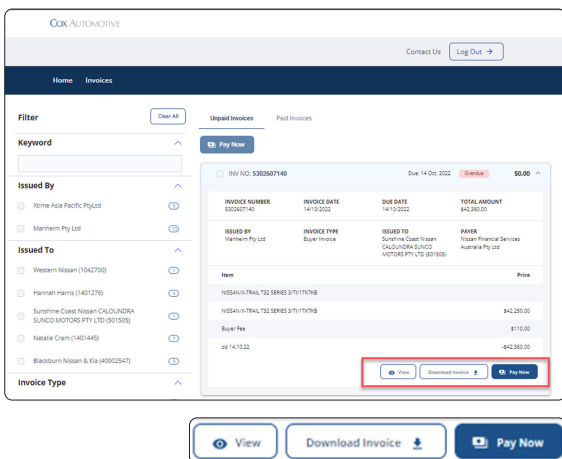 COX AUTOMOTIVE
Contact Us Log Out →
Home Invoices
Filter Clear All
Keyword
Issued By
Xtime Asia Pacific PtyLtd
Manheim Pty Ltd
Issued To
Western Nissan (1042700)
Hannah Harris (1401276)
Sunshine Coast Nissan CALOUNDRA
SUNCO MOTORS PTY LTD (501505)
Natalie Cram (1401445)
Blackburn Nissan & Kia (40002547)
Invoice Type
Unpaid Invoices Paid Invoices
Pay Now
INV NO: 5302607140 Due: 14 Oct, 2022 Overdue $0.00
INVOICE NUMBER INVOICE DATE DUE DATE TOTAL AMOUNT
5302607140 14/10/2022 14/10/2022 $42,360.00
ISSUED BY INVOICE TYPE ISSUED TO PAYER
Manheim Pty Ltd Buyer Invoice Sunshine Coast Nissan Nissan Financial Services
CALOUNDRA SUNCO Australia Pty Ltd
MOTORS PTY LTD (501505)
Item Price
NISSAN/X-TRAIL T32 SERIES 3/TI/1TK7KB
NISSAN/X-TRAIL T32 SERIES 3/TI/1TK7KB $42,250.00
Buyer Fee $110.00
dd 14.10.22 -$42,360.00
View Download Invoice Pay Now
View Download Invoice Pay Now